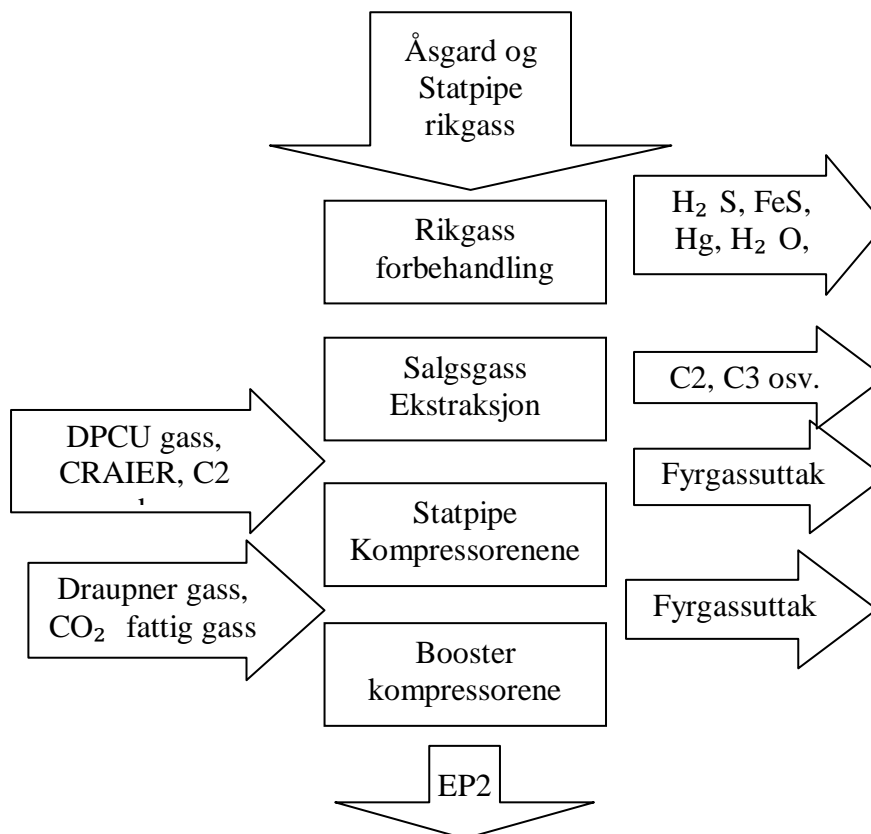 Åsgard og
Statpipe
rikgass
Rikgass
forbehandling
H₂ S, FeS,
Hg, H₂ O,
Salgsgass
Ekstraksjon
C2, C3 osv.
DPCU gass,
CRAIER, C2
Fyrgassuttak
Statpipe
Kompressorenene
Draupner gass,
CO₂ fattig gass
Fyrgassuttak
Booster
kompressorene
EP2